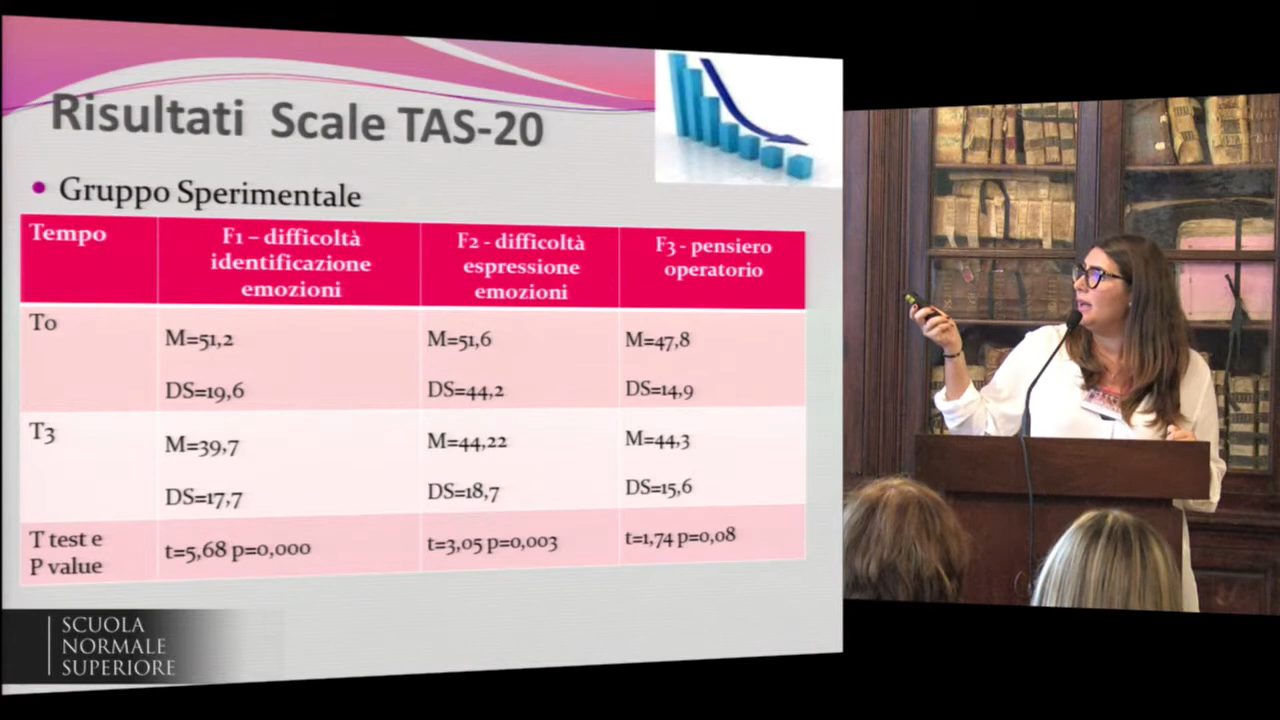 Risultati Scale TAS-20
• Gruppo Sperimentale
Tempo
F1 – difficoltà
identificazione
emozioni
F2 - difficoltà
espressione
emozioni
F3 - pensiero
operatorio
T0
M=51,2
DS=19,6
M=51,6
DS=44,2
M=47,8
DS=14,9
T3
M=39,7
DS=17,7
M=44,22
DS=18,7
M=44,3
DS=15,6
T test e
P value
t=5,68 p=0,000
t=3,05 p=0,003
t=1,74 p=0,08
SCUOLA
NORMALE
SUPERIORE